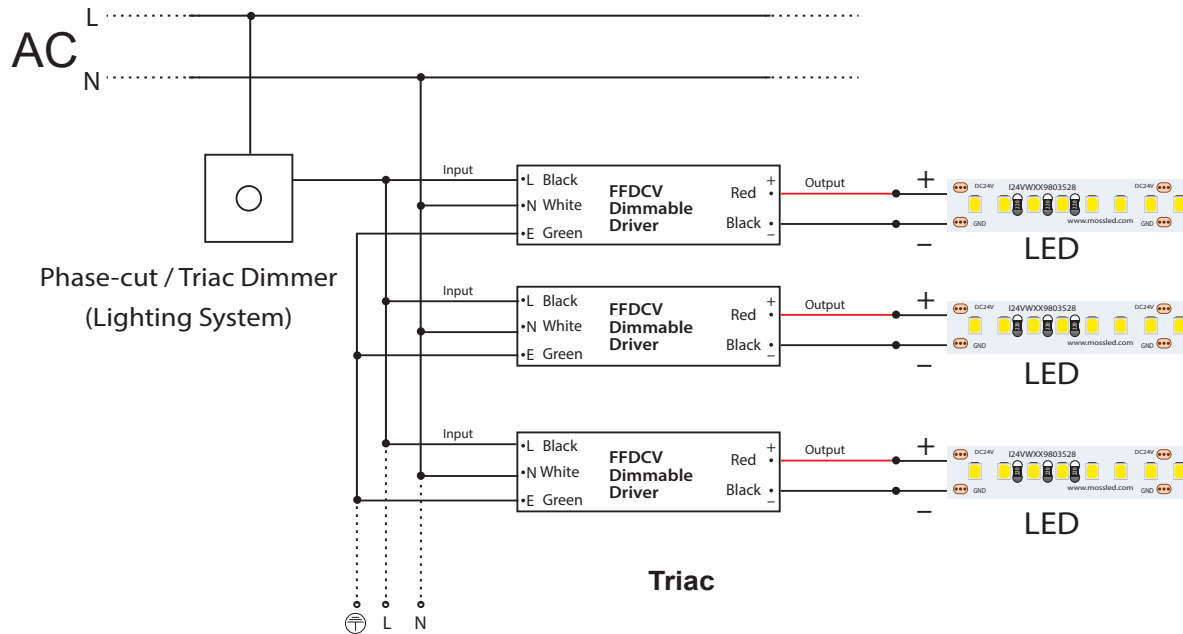 L
AC
N
Phase-cut / Triac Dimmer
(Lighting System)
Input
L Black
N White
E Green
FFDCV
Dimmable
Driver
+
Red
Black
–
Output
+
–
DC24V I24VWXX9803528 DC24V
GND www.mossled.com GND
LED
Input
L Black
N White
E Green
FFDCV
Dimmable
Driver
+
Red
Black
–
Output
+
–
DC24V I24VWXX9803528 DC24V
GND www.mossled.com GND
LED
Input
L Black
N White
E Green
FFDCV
Dimmable
Driver
+
Red
Black
–
Output
+
–
DC24V I24VWXX9803528 DC24V
GND www.mossled.com GND
LED
Triac
L N